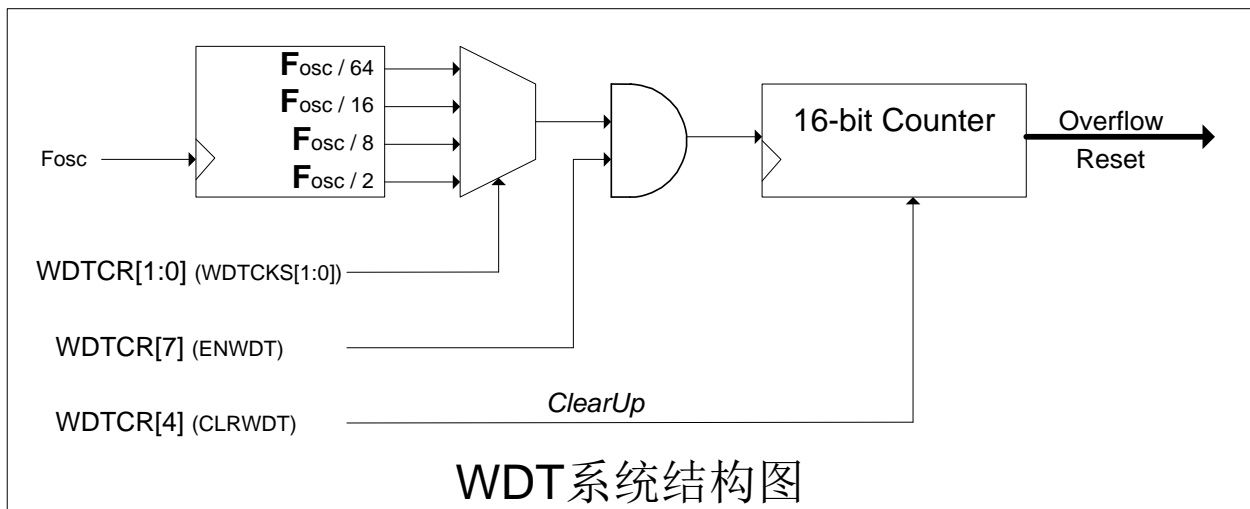 Fosc / 64
Fosc / 16
Fosc / 8
Fosc / 2
Fosc
16-bit Counter
Overflow
Reset
WDTCR[1:0] (WDTCKS[1:0])
WDTCR[7] (ENWDT)
WDTCR[4] (CLRWDT)
ClearUp
WDT系统结构图